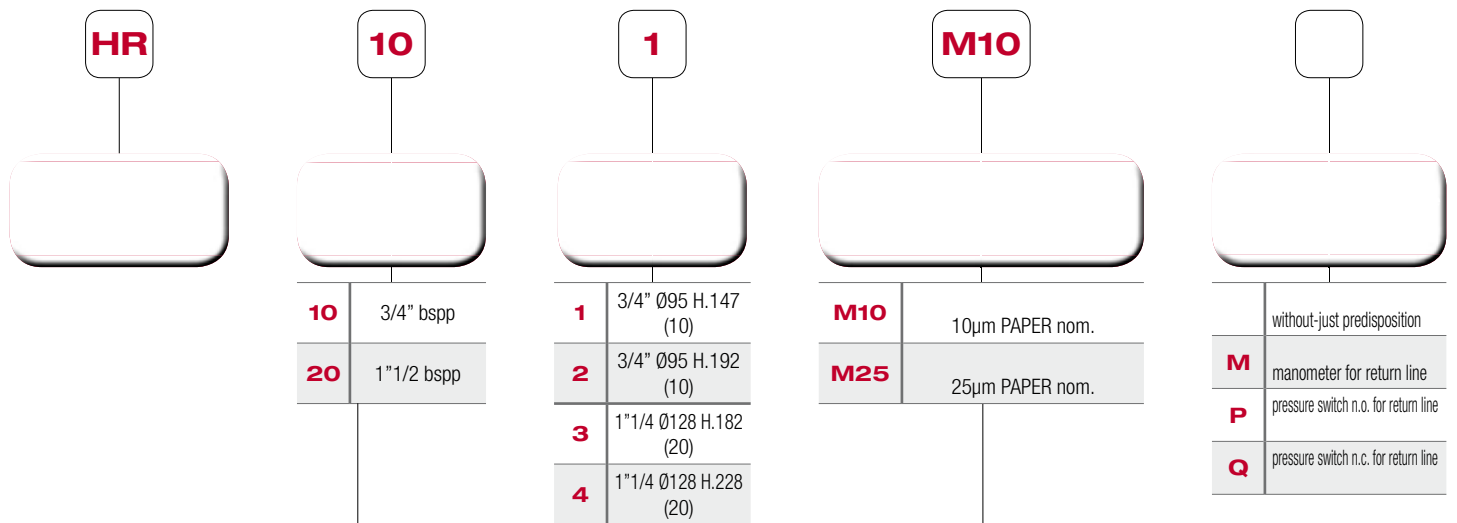 HR
10
1
M10
10 3/4” bspp
20 1”1/2 bspp
1 3/4” Ø95 H.147
(10)
2 3/4” Ø95 H.192
(10)
3 1”1/4 Ø128 H.182
(20)
4 1”1/4 Ø128 H.228
(20)
M10 10µm PAPER nom.
M25 25µm PAPER nom.
without-just predisposition
M manometer for return line
P pressure switch n.o. for return line
Q pressure switch n.c. for return line